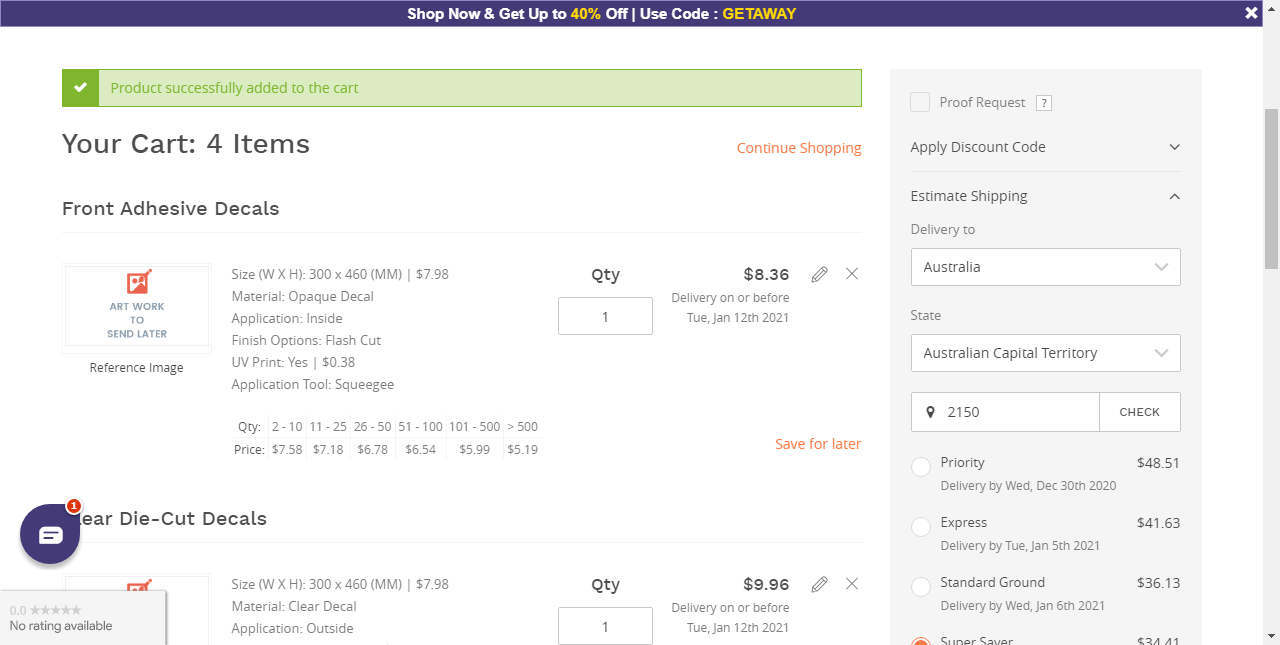 Shop Now & Get Up to 40% Off | Use Code : GETAWAY
Product successfully added to the cart
Your Cart: 4 Items
Continue Shopping
Front Adhesive Decals
ART WORK
TO
SEND LATER
Reference Image
Size (W X H): 300 x 460 (MM) | $7.98
Material: Opaque Decal
Application: Inside
Finish Options: Flash Cut
UV Print: Yes | $0.38
Application Tool: Squeegee
Qty
1
$8.36
Delivery on or before
Tue, Jan 12th 2021
Qty: 2 - 10 11 - 25 26 - 50 51 - 100 101 - 500 > 500
Price: $7.58 $7.18 $6.78 $6.54 $5.99 $5.19
Save for later
lear Die-Cut Decals
Size (W X H): 300 x 460 (MM) | $7.98
Material: Clear Decal
Application: Outside
Qty
1
$9.96
Delivery on or before
Tue, Jan 12th 2021
1
0.0
No rating available
Proof Request ?
Apply Discount Code
Estimate Shipping
Delivery to
Australia
State
Australian Capital Territory
2150 CHECK
Priority $48.51
Delivery by Wed, Dec 30th 2020
Express $41.63
Delivery by Tue, Jan 5th 2021
Standard Ground $36.13
Delivery by Wed, Jan 6th 2021
Super Saver $34.41